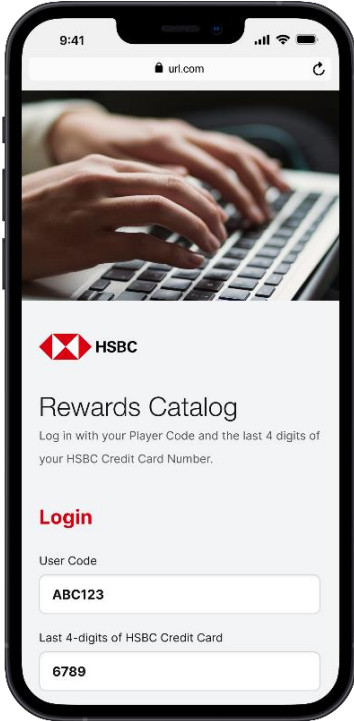 9:41
url.com
HSBC
Rewards Catalog
Log in with your Player Code and the last 4 digits of
your HSBC Credit Card Number.
Login
User Code
ABC123
Last 4-digits of HSBC Credit Card
6789